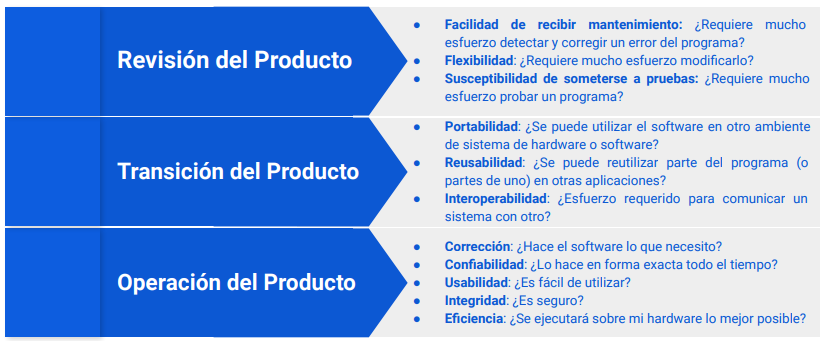 Revisión del Producto
● Facilidad de recibir mantenimiento: ¿Requiere mucho
esfuerzo detectar y corregir un error del programa?
● Flexibilidad: ¿Requiere mucho esfuerzo modificarlo?
● Susceptibilidad de someterse a pruebas: ¿Requiere mucho
esfuerzo probar un programa?
Transición del Producto
● Portabilidad: ¿Se puede utilizar el software en otro ambiente
de sistema de hardware o software?
● Reusabilidad: ¿Se puede reutilizar parte del programa (o
partes de uno) en otras aplicaciones?
● Interoperabilidad: ¿Esfuerzo requerido para comunicar un
sistema con otro?
Operación del Producto
● Corrección: ¿Hace el software lo que necesito?
● Confiabilidad: ¿Lo hace en forma exacta todo el tiempo?
● Usabilidad: ¿Es fácil de utilizar?
● Integridad: ¿Es seguro?
● Eficiencia: ¿Se ejecutará sobre mi hardware lo mejor posible?